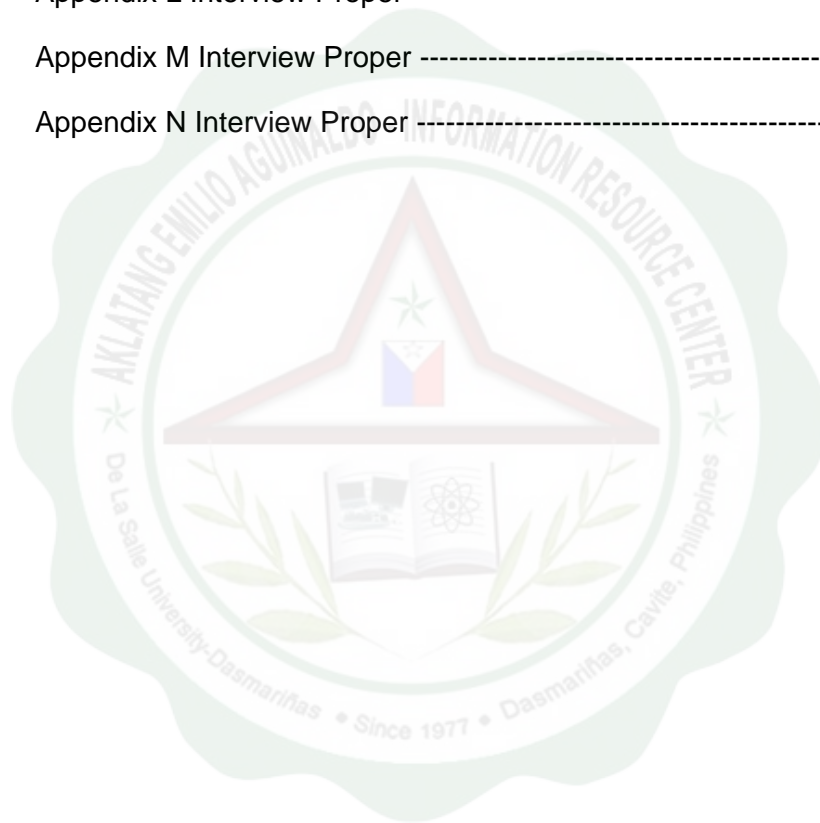 Appendix L Interview Proper
Appendix M Interview Proper -----------------------------------------
Appendix N Interview Proper -----------------------------------------
AKLATANG EMILIO AGUINALDO - INFORMATION RESOURCE CENTER
De La Salle University-Dasmariñas • Since 1977 • Dasmariñas, Cavite, Philippines